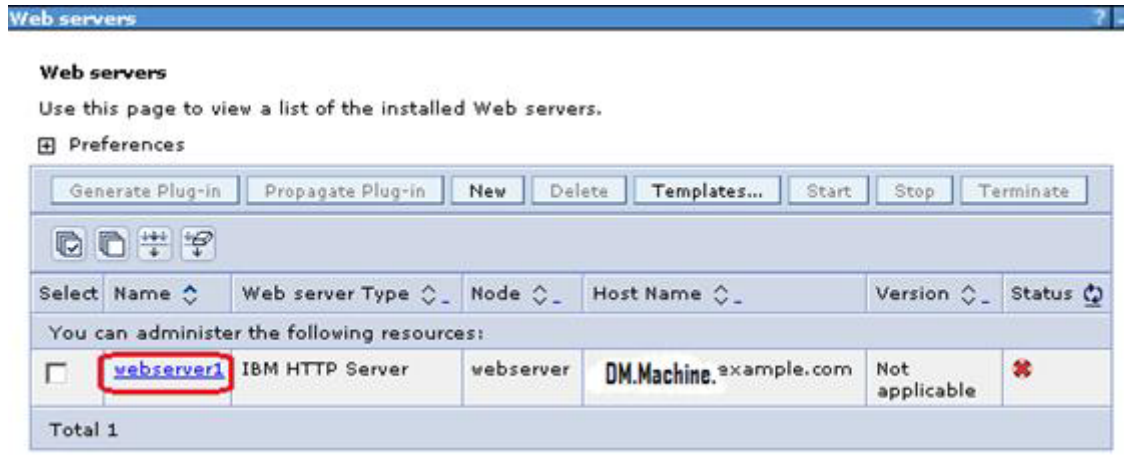 Web servers ? -
Web servers
Use this page to view a list of the installed Web servers.
Preferences
Generate Plug-in Propagate Plug-in New Delete Templates... Start Stop Terminate
Select Name Web server Type Node Host Name Version Status
You can administer the following resources:
webserver1 IBM HTTP Server webserver DM.Machine.example.com Not
applicable
Total 1